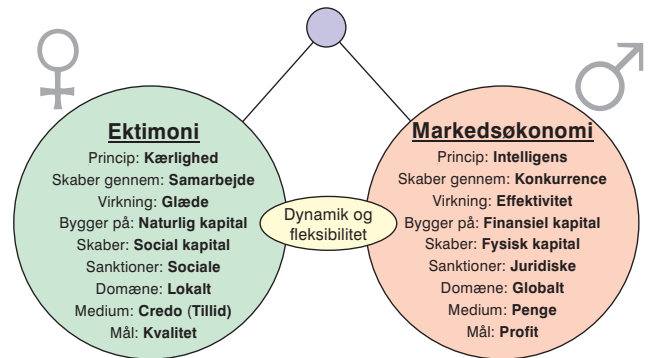 Ektimoni
Princip: Kærlighed
Skaber gennem: Samarbejde
Virkning: Glæde
Bygger på: Naturlig kapital
Skaber: Social kapital
Sanktioner: Sociale
Domæne: Lokalt
Medium: Credo (Tillid)
Mål: Kvalitet
Dynamik og
fleksibilitet
Markedsøkonomi
Princip: Intelligens
Skaber gennem: Konkurrence
Virkning: Effektivitet
Bygger på: Finansiel kapital
Skaber: Fysisk kapital
Sanktioner: Juridiske
Domæne: Globalt
Medium: Penge
Mål: Profit